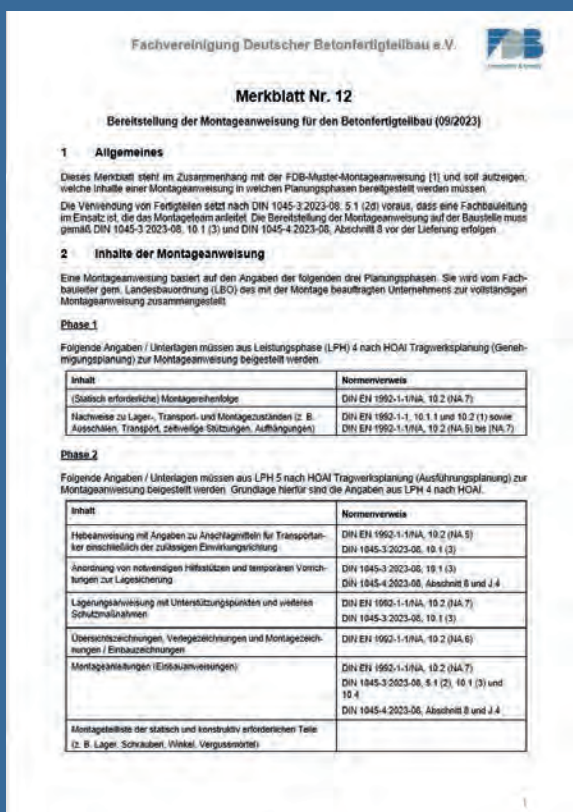 Fachvereinigung Deutscher Betonfertigteilbau e.V.
FDB
Merkblatt Nr. 12
Bereitstellung der Montageanweisung für den Betonfertigteilbau (09/2023)
1 Allgemeines
Dieses Merkblatt steht im Zusammenhang mit der FDB-Muster-Montageanweisung [1] und soll aufzeigen,
welche Inhalte einer Montageanweisung in welchen Planungsphasen bereitgestellt werden müssen.
Die Verwendung von Fertigteilen setzt nach DIN 1045-3:2023-08, 5.1 (2d) voraus, dass eine Fachbauleitung
im Einsatz ist, die das Montageteam anleitet. Die Bereitstellung der Montageanweisung auf der Baustelle muss
gemäß DIN 1045-3:2023-08, 10.1 (3) und DIN 1045-4:2023-08, Abschnitt 8 vor der Lieferung erfolgen.
2 Inhalte der Montageanweisung
Eine Montageanweisung basiert auf den Angaben der folgenden drei Planungsphasen. Sie wird vom Fach-
bauleiter gem. Landesbauordnung (LBO) des mit der Montage beauftragten Unternehmens zur vollständigen
Montageanweisung zusammengestellt.
Phase 1
Folgende Angaben / Unterlagen müssen aus Leistungsphase (LPH) 4 nach HOAI Tragwerksplanung (Geneh-
migungsplanung) zur Montageanweisung beigestellt werden.
Inhalt Normenverweis
(Statisch erforderliche) Montagereihenfolge DIN EN 1992-1-1/NA, 10.2 (NA.7)
Nachweise zu Lager-, Transport- und Montagezuständen (z. B. DIN EN 1992-1-1, 10.1.1 und 10.2 (1) sowie
Ausschalen, Transport, zeitweilige Stützungen, Aufhängungen) DIN EN 1992-1-1/NA, 10.2 (NA.5) bis (NA.7)
Phase 2
Folgende Angaben / Unterlagen müssen aus LPH 5 nach HOAI Tragwerksplanung (Ausführungsplanung) zur
Montageanweisung beigestellt werden. Grundlage hierfür sind die Angaben aus LPH 4 nach HOAI.
Inhalt Normenverweis
Hebeanweisung mit Angaben zu Anschlagmitteln für Transportan- DIN EN 1992-1-1/NA, 10.2 (NA.5)
ker einschließlich der zulässigen Einwirkungsrichtung DIN 1045-3:2023-08, 10.1 (3)
Anordnung von notwendigen Hilfsstützen und temporären Vorrich- DIN 1045-3:2023-08, 10.1 (3)
tungen zur Lagesicherung DIN 1045-4:2023-08, Abschnitt 8 und J.4
Lagerungsanweisung mit Unterstützungspunkten und weiteren DIN EN 1992-1-1/NA, 10.2 (NA.7)
Schutzmaßnahmen DIN 1045-3:2023-08, 10.1 (3)
Übersichtszeichnungen, Verlegezeichnungen und Montagezeich- DIN EN 1992-1-1/NA, 10.2 (NA.6)
nungen / Einbauzeichnungen
Montageanleitungen (Einbauanweisungen) DIN EN 1992-1-1/NA, 10.2 (NA.7)
DIN 1045-3:2023-08, 5.1 (2), 10.1 (3) und
10.4
DIN 1045-4:2023-08, Abschnitt 8 und J.4
Montageteilliste der statisch und konstruktiv erforderlichen Teile
(z. B. Lager, Schrauben, Winkel, Vergussmörtel)
1